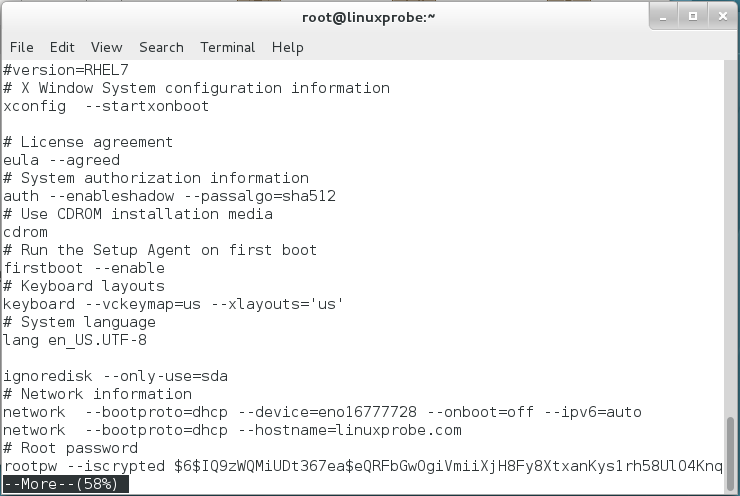 root@linuxprobe:~
File Edit View Search Terminal Help
#version=RHEL7
# X Window System configuration information
xconfig  --startxonboot
# License agreement
eula --agreed
# System authorization information
auth --enableshadow --passalgo=sha512
# Use CDROM installation media
cdrom
# Run the Setup Agent on first boot
firstboot --enable
# Keyboard layouts
keyboard --vckeymap=us --xlayouts='us'
# System language
lang en_US.UTF-8
ignoredisk --only-use=sda
# Network information
network  --bootproto=dhcp --device=eno16777728 --onboot=off --ipv6=auto
network  --bootproto=dhcp --hostname=linuxprobe.com
# Root password
rootpw --iscrypted $6$IQ9zWQMiUDt367ea$eQRFbGwOgiVmiiXjH8Fy8XtxanKys1rh58UlO4Knq
--More--(58%)